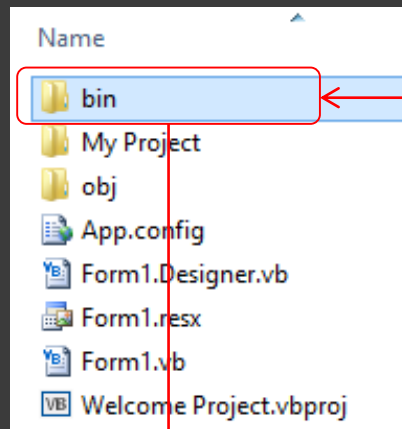 Name
bin
My Project
obj
App.config
Form1.Designer.vb
Form1.resx
Form1.vb
Welcome Project.vbproj